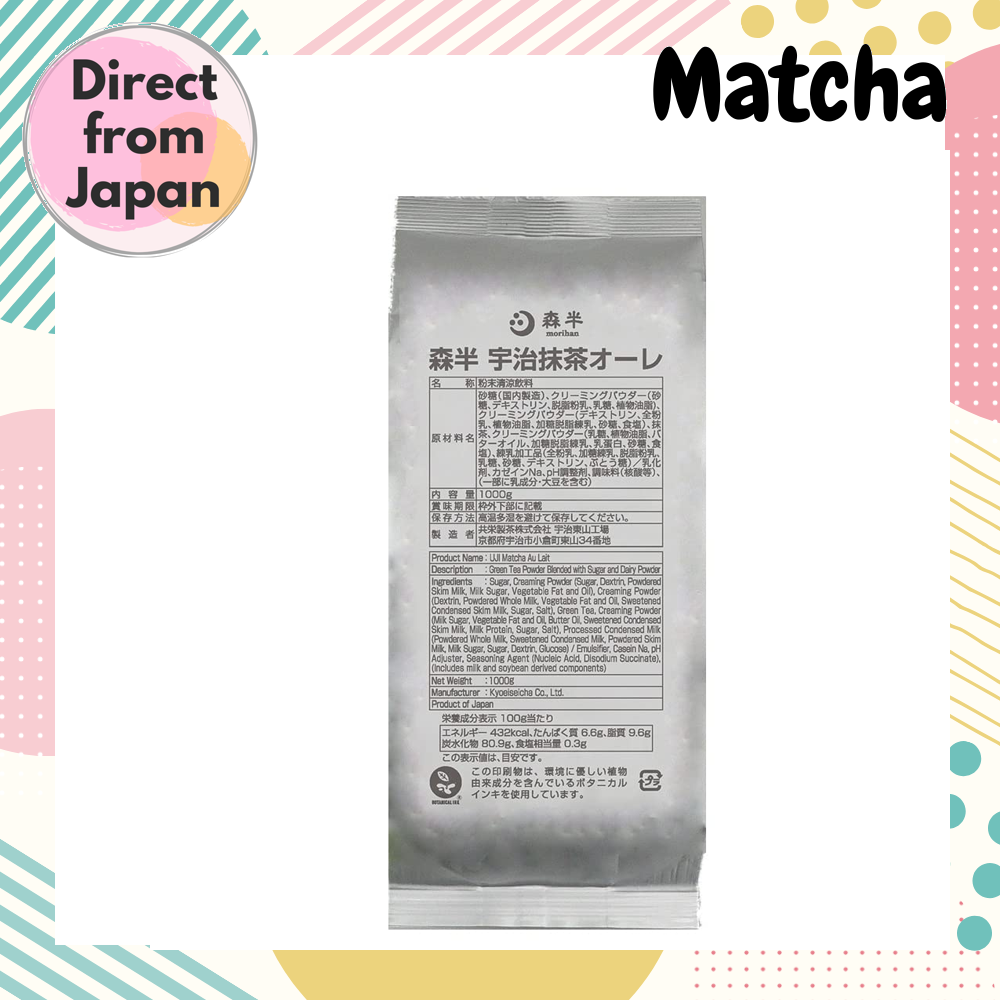 Direct
from
Japan
Matcha
森半
morihan
森半 宇治抹茶オーレ
名 称 粉末清涼飲料
原材料名 砂糖(国内製造)、クリーミングパウダー(砂
糖、デキストリン、脱脂粉乳、乳糖、植物油脂)、
クリーミングパウダー(デキストリン、全粉
乳、植物油脂、加糖脱脂練乳、砂糖、食塩)、抹
茶、クリーミングパウダー(乳糖、植物油脂、バ
ターオイル、加糖脱脂練乳、乳蛋白、砂糖、食
塩)、練乳加工品(全粉乳、加糖練乳、脱脂粉乳、
乳糖、砂糖、デキストリン、ぶどう糖)/乳化
剤、カゼインNa、pH調整剤、調味料(核酸等)、
(一部に乳成分・大豆を含む)
内 容 量 1000g
賞味期限 枠外下部に記載
保存方法 高温多湿を避けて保存してください。
製 造 者 共栄製茶株式会社 宇治東山工場
京都府宇治市小倉町東山34番地
Product Name : UJI Matcha Au Lait
Description : Green Tea Powder Blended with Sugar and Dairy Powder
Ingredients : Sugar, Creaming Powder (Sugar, Dextrin, Powdered
Skim Milk, Milk Sugar, Vegetable Fat and Oil), Creaming Powder
(Dextrin, Powdered Whole Milk, Vegetable Fat and Oil, Sweetened
Condensed Skim Milk, Sugar, Salt), Green Tea, Creaming Powder
(Milk Sugar, Vegetable Fat and Oil, Butter Oil, Sweetened Condensed
Skim Milk, Milk Protein, Sugar, Salt), Processed Condensed Milk
(Powdered Whole Milk, Sweetened Condensed Milk, Powdered Skim
Milk, Milk Sugar, Sugar, Dextrin, Glucose) / Emulsifier, Casein Na, pH
Adjuster, Seasoning Agent (Nucleic Acid, Disodium Succinate),
(Includes milk and soybean derived components)
Net Weight : 1000g
Manufacturer : Kyoeiseicha Co., Ltd.
Product of Japan
栄養成分表示 100g当たり
エネルギー 432kcal、たんぱく質 6.6g、脂質 9.6g
炭水化物 80.9g、食塩相当量 0.3g
この表示値は、目安です。
この印刷物は、環境に優しい植物
由来成分を含んでいるボタニカル
インキを使用しています。
BOTANICAL INK
プラ